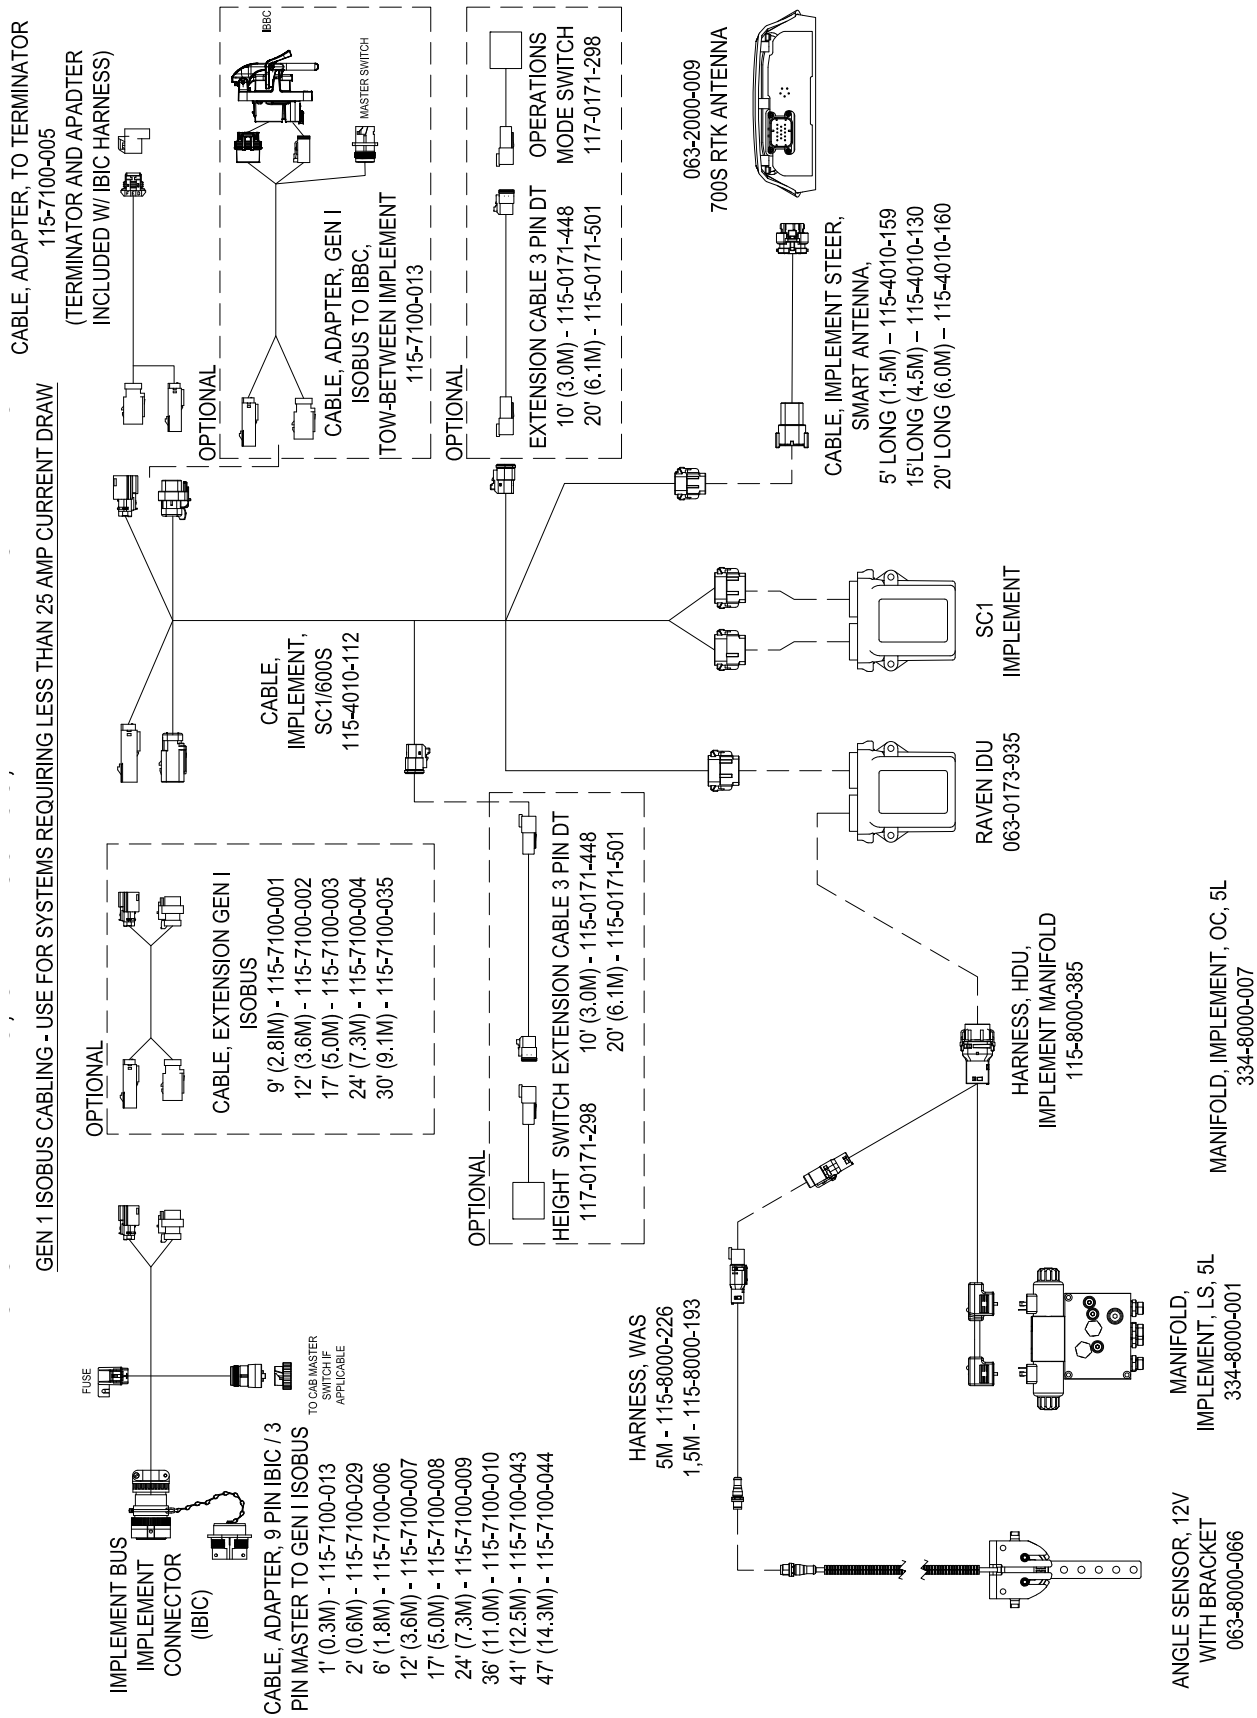 GEN 1 ISOBUS CABLING - USE FOR SYSTEMS REQUIRING LESS THAN 25 AMP CURRENT DRAW
IMPLEMENT BUS
IMPLEMENT
CONNECTOR
(IBIC)
FUSE
TO CAB MASTER
SWITCH IF
APPLICABLE
CABLE, ADAPTER, 9 PIN IBIC / 3
PIN MASTER TO GEN I ISOBUS
1' (0.3M) - 115-7100-013
2' (0.6M) - 115-7100-029
6' (1.8M) - 115-7100-006
12' (3.6M) - 115-7100-007
17' (5.0M) - 115-7100-008
24' (7.3M) - 115-7100-009
36' (11.0M) - 115-7100-010
41' (12.5M) - 115-7100-043
47' (14.3M) - 115-7100-044
OPTIONAL
CABLE, EXTENSION GEN I
ISOBUS
9' (2.8IM) - 115-7100-001
12' (3.6M) - 115-7100-002
17' (5.0M) - 115-7100-003
24' (7.3M) - 115-7100-004
30' (9.1M) - 115-7100-035
CABLE,
IMPLEMENT,
SC1/600S
115-4010-112
CABLE, ADAPTER, TO TERMINATOR
115-7100-005
(TERMINATOR AND APADTER
INCLUDED W/ IBIC HARNESS)
OPTIONAL
IBBC
MASTER SWITCH
CABLE, ADAPTER, GEN I
ISOBUS TO IBBC,
TOW-BETWEEN IMPLEMENT
115-7100-013
OPTIONAL
EXTENSION CABLE 3 PIN DT
10' (3.0M) - 115-0171-448
20' (6.1M) - 115-0171-501
OPERATIONS
MODE SWITCH
117-0171-298
OPTIONAL
HEIGHT SWITCH
117-0171-298
EXTENSION CABLE 3 PIN DT
10' (3.0M) - 115-0171-448
20' (6.1M) - 115-0171-501
063-2000-009
700S RTK ANTENNA
CABLE, IMPLEMENT STEER,
SMART ANTENNA,
5' LONG (1.5M) – 115-4010-159
15'LONG (4.5M) – 115-4010-130
20' LONG (6.0M) – 115-4010-160
HARNESS, WAS
5M - 115-8000-226
1,5M - 115-8000-193
RAVEN IDU
063-0173-935
SC1
IMPLEMENT
HARNESS, HDU,
IMPLEMENT MANIFOLD
115-8000-385
ANGLE SENSOR, 12V
WITH BRACKET
063-8000-066
MANIFOLD,
IMPLEMENT, LS, 5L
334-8000-001
MANIFOLD, IMPLEMENT, OC, 5L
334-8000-007